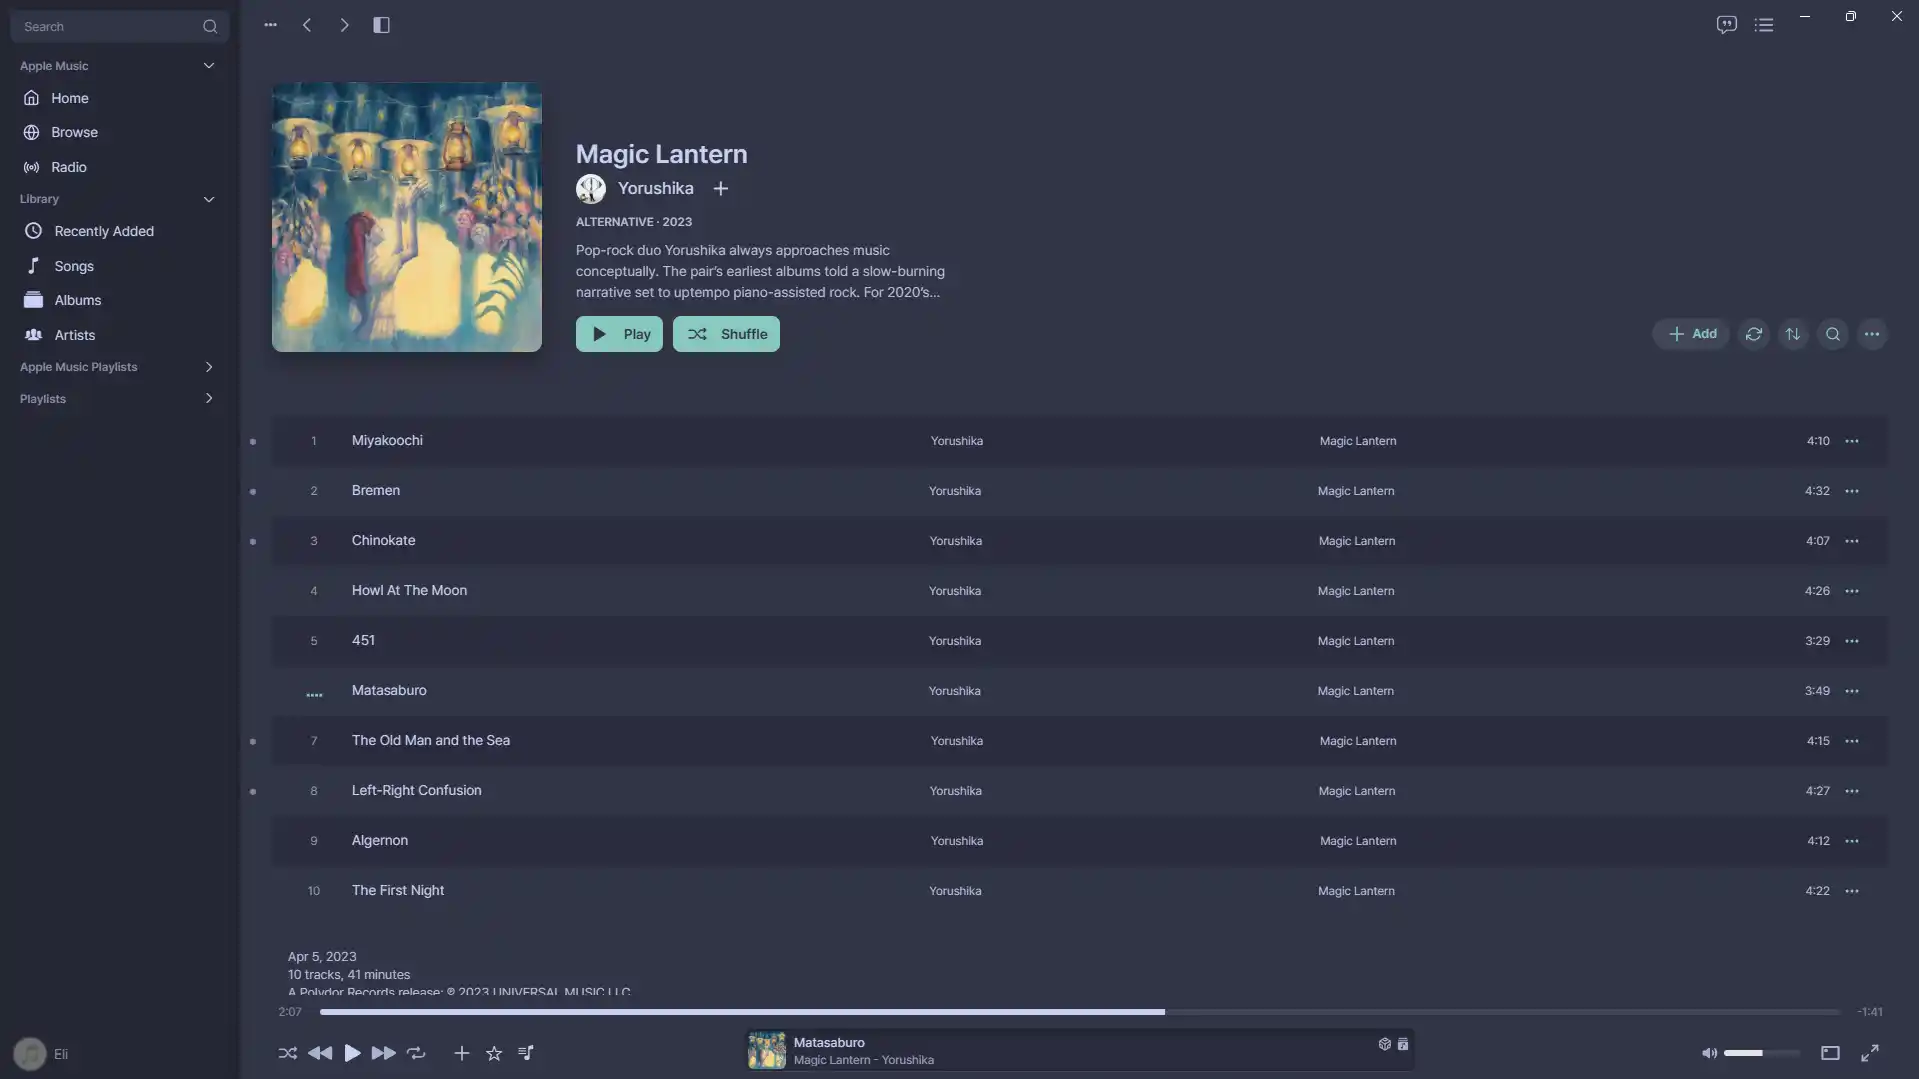 Search
Apple Music
Home
Browse
Radio
Library
Recently Added
Songs
Albums
Artists
Apple Music Playlists
Playlists
Eli
Magic Lantern
Yorushika
ALTERNATIVE · 2023
Pop-rock duo Yorushika always approaches music
conceptually. The pair's earliest albums told a slow-burning
narrative set to uptempo piano-assisted rock. For 2020's...
Play Shuffle
Add
1 Miyakoochi Yorushika Magic Lantern 4:10
2 Bremen Yorushika Magic Lantern 4:32
3 Chinokate Yorushika Magic Lantern 4:07
4 Howl At The Moon Yorushika Magic Lantern 4:26
5 451 Yorushika Magic Lantern 3:29
Matasaburo Yorushika Magic Lantern 3:49
7 The Old Man and the Sea Yorushika Magic Lantern 4:15
8 Left-Right Confusion Yorushika Magic Lantern 4:27
9 Algernon Yorushika Magic Lantern 4:12
10 The First Night Yorushika Magic Lantern 4:22
Apr 5, 2023
10 tracks, 41 minutes
A Polydor Records release; ℗ 2023 UNIVERSAL MUSIC LLC
2:07 -1:41
Matasaburo
Magic Lantern - Yorushika